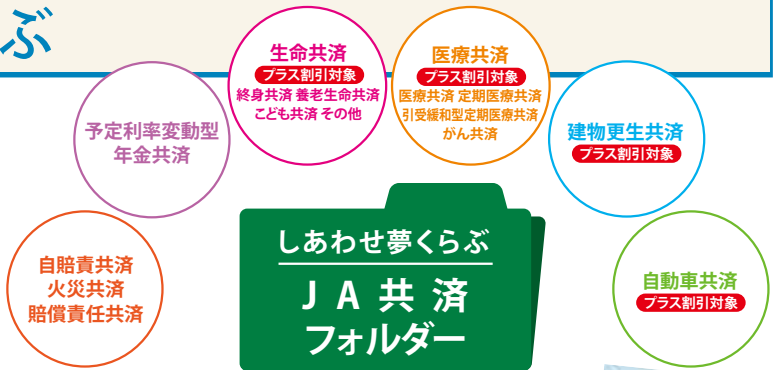 ぶ
生命共済
プラス割引対象
終身共済 養老生命共済
こども共済 その他
医療共済
プラス割引対象
医療共済 定期医療共済
引受緩和型定期医療共済
がん共済
予定利率変動型
年金共済
建物更生共済
プラス割引対象
自賠責共済
火災共済
賠償責任共済
しあわせ夢くらぶ
JA共済
フォルダー
自動車共済
プラス割引対象